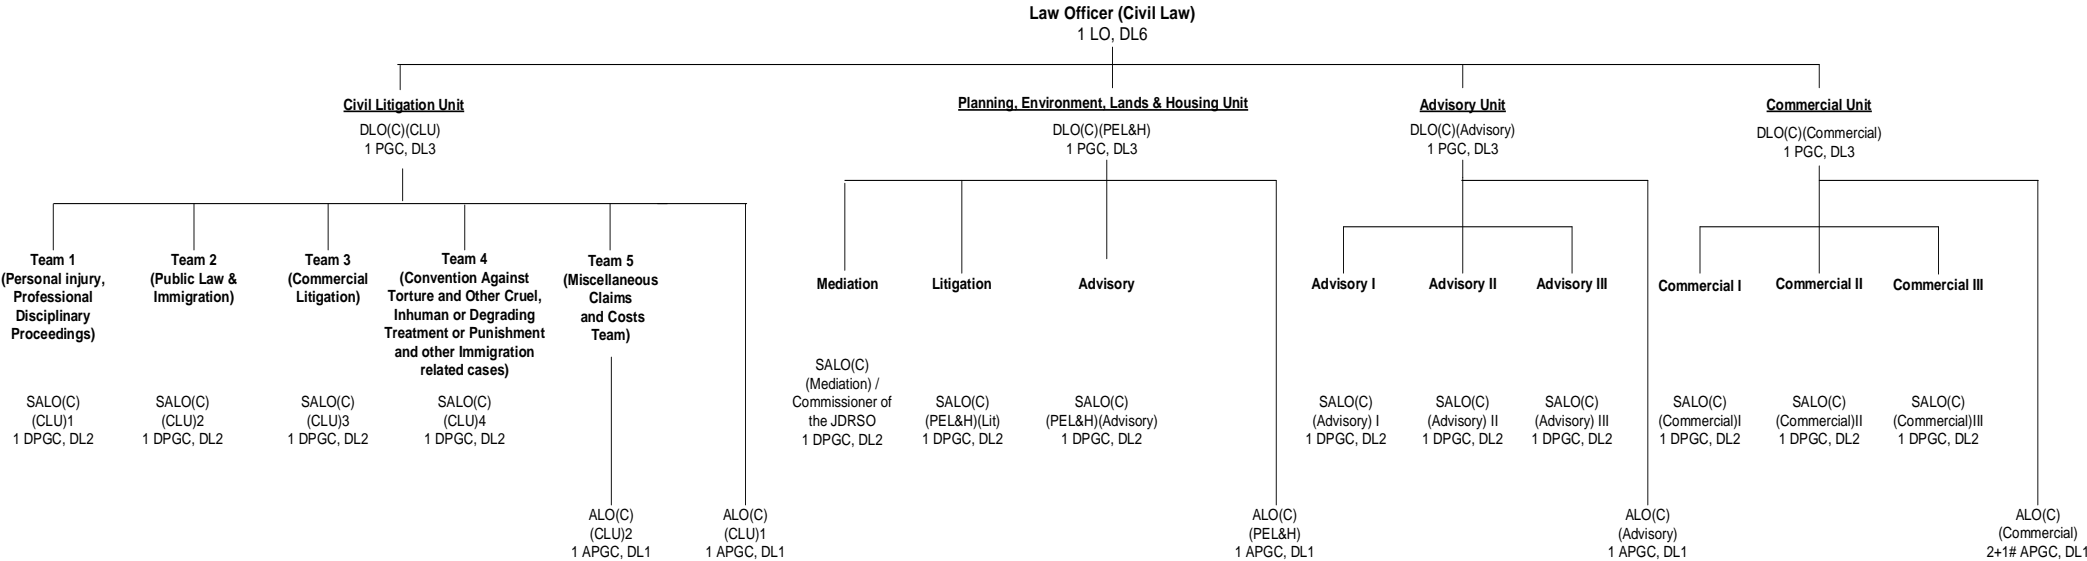 Law Officer (Civil Law)
1 LO, DL6
Civil Litigation Unit
DLO(C)(CLU)
1 PGC, DL3
Planning, Environment, Lands & Housing Unit
DLO(C)(PEL&H)
1 PGC, DL3
Advisory Unit
DLO(C)(Advisory)
1 PGC, DL3
Commercial Unit
DLO(C)(Commercial)
1 PGC, DL3
Team 1
(Personal injury,
Professional
Disciplinary
Proceedings)
Team 2
(Public Law &
Immigration)
Team 3
(Commercial
Litigation)
Team 4
(Convention Against
Torture and Other Cruel,
Inhuman or Degrading
Treatment or Punishment
and other Immigration
related cases)
Team 5
(Miscellaneous
Claims
and Costs
Team)
Mediation
Litigation
Advisory
Advisory I
Advisory II
Advisory III
Commercial I
Commercial II
Commercial III
SALO(C)
(CLU)1
1 DPGC, DL2
SALO(C)
(CLU)2
1 DPGC, DL2
SALO(C)
(CLU)3
1 DPGC, DL2
SALO(C)
(CLU)4
1 DPGC, DL2
SALO(C)
(Mediation) /
Commissioner of
the JDRSO
1 DPGC, DL2
SALO(C)
(PEL&H)(Lit)
1 DPGC, DL2
SALO(C)
(PEL&H)(Advisory)
1 DPGC, DL2
SALO(C)
(Advisory) I
1 DPGC, DL2
SALO(C)
(Advisory) II
1 DPGC, DL2
SALO(C)
(Advisory) III
1 DPGC, DL2
SALO(C)
(Commercial)I
1 DPGC, DL2
SALO(C)
(Commercial)II
1 DPGC, DL2
SALO(C)
(Commercial)III
1 DPGC, DL2
ALO(C)
(CLU)2
1 APGC, DL1
ALO(C)
(CLU)1
1 APGC, DL1
ALO(C)
(PEL&H)
1 APGC, DL1
ALO(C)
(Advisory)
1 APGC, DL1
ALO(C)
(Commercial)
2+1# APGC, DL1